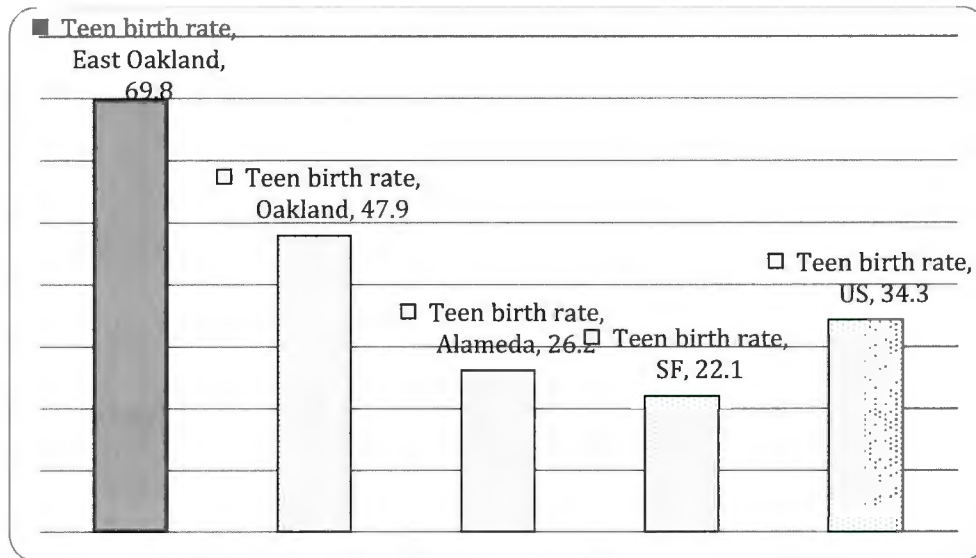 Teen birth rate,
East Oakland,
69.8
Teen birth rate,
Oakland, 47.9
Teen birth rate,
Alameda, 26.2
Teen birth rate,
SF, 22.1
Teen birth rate,
US, 34.3